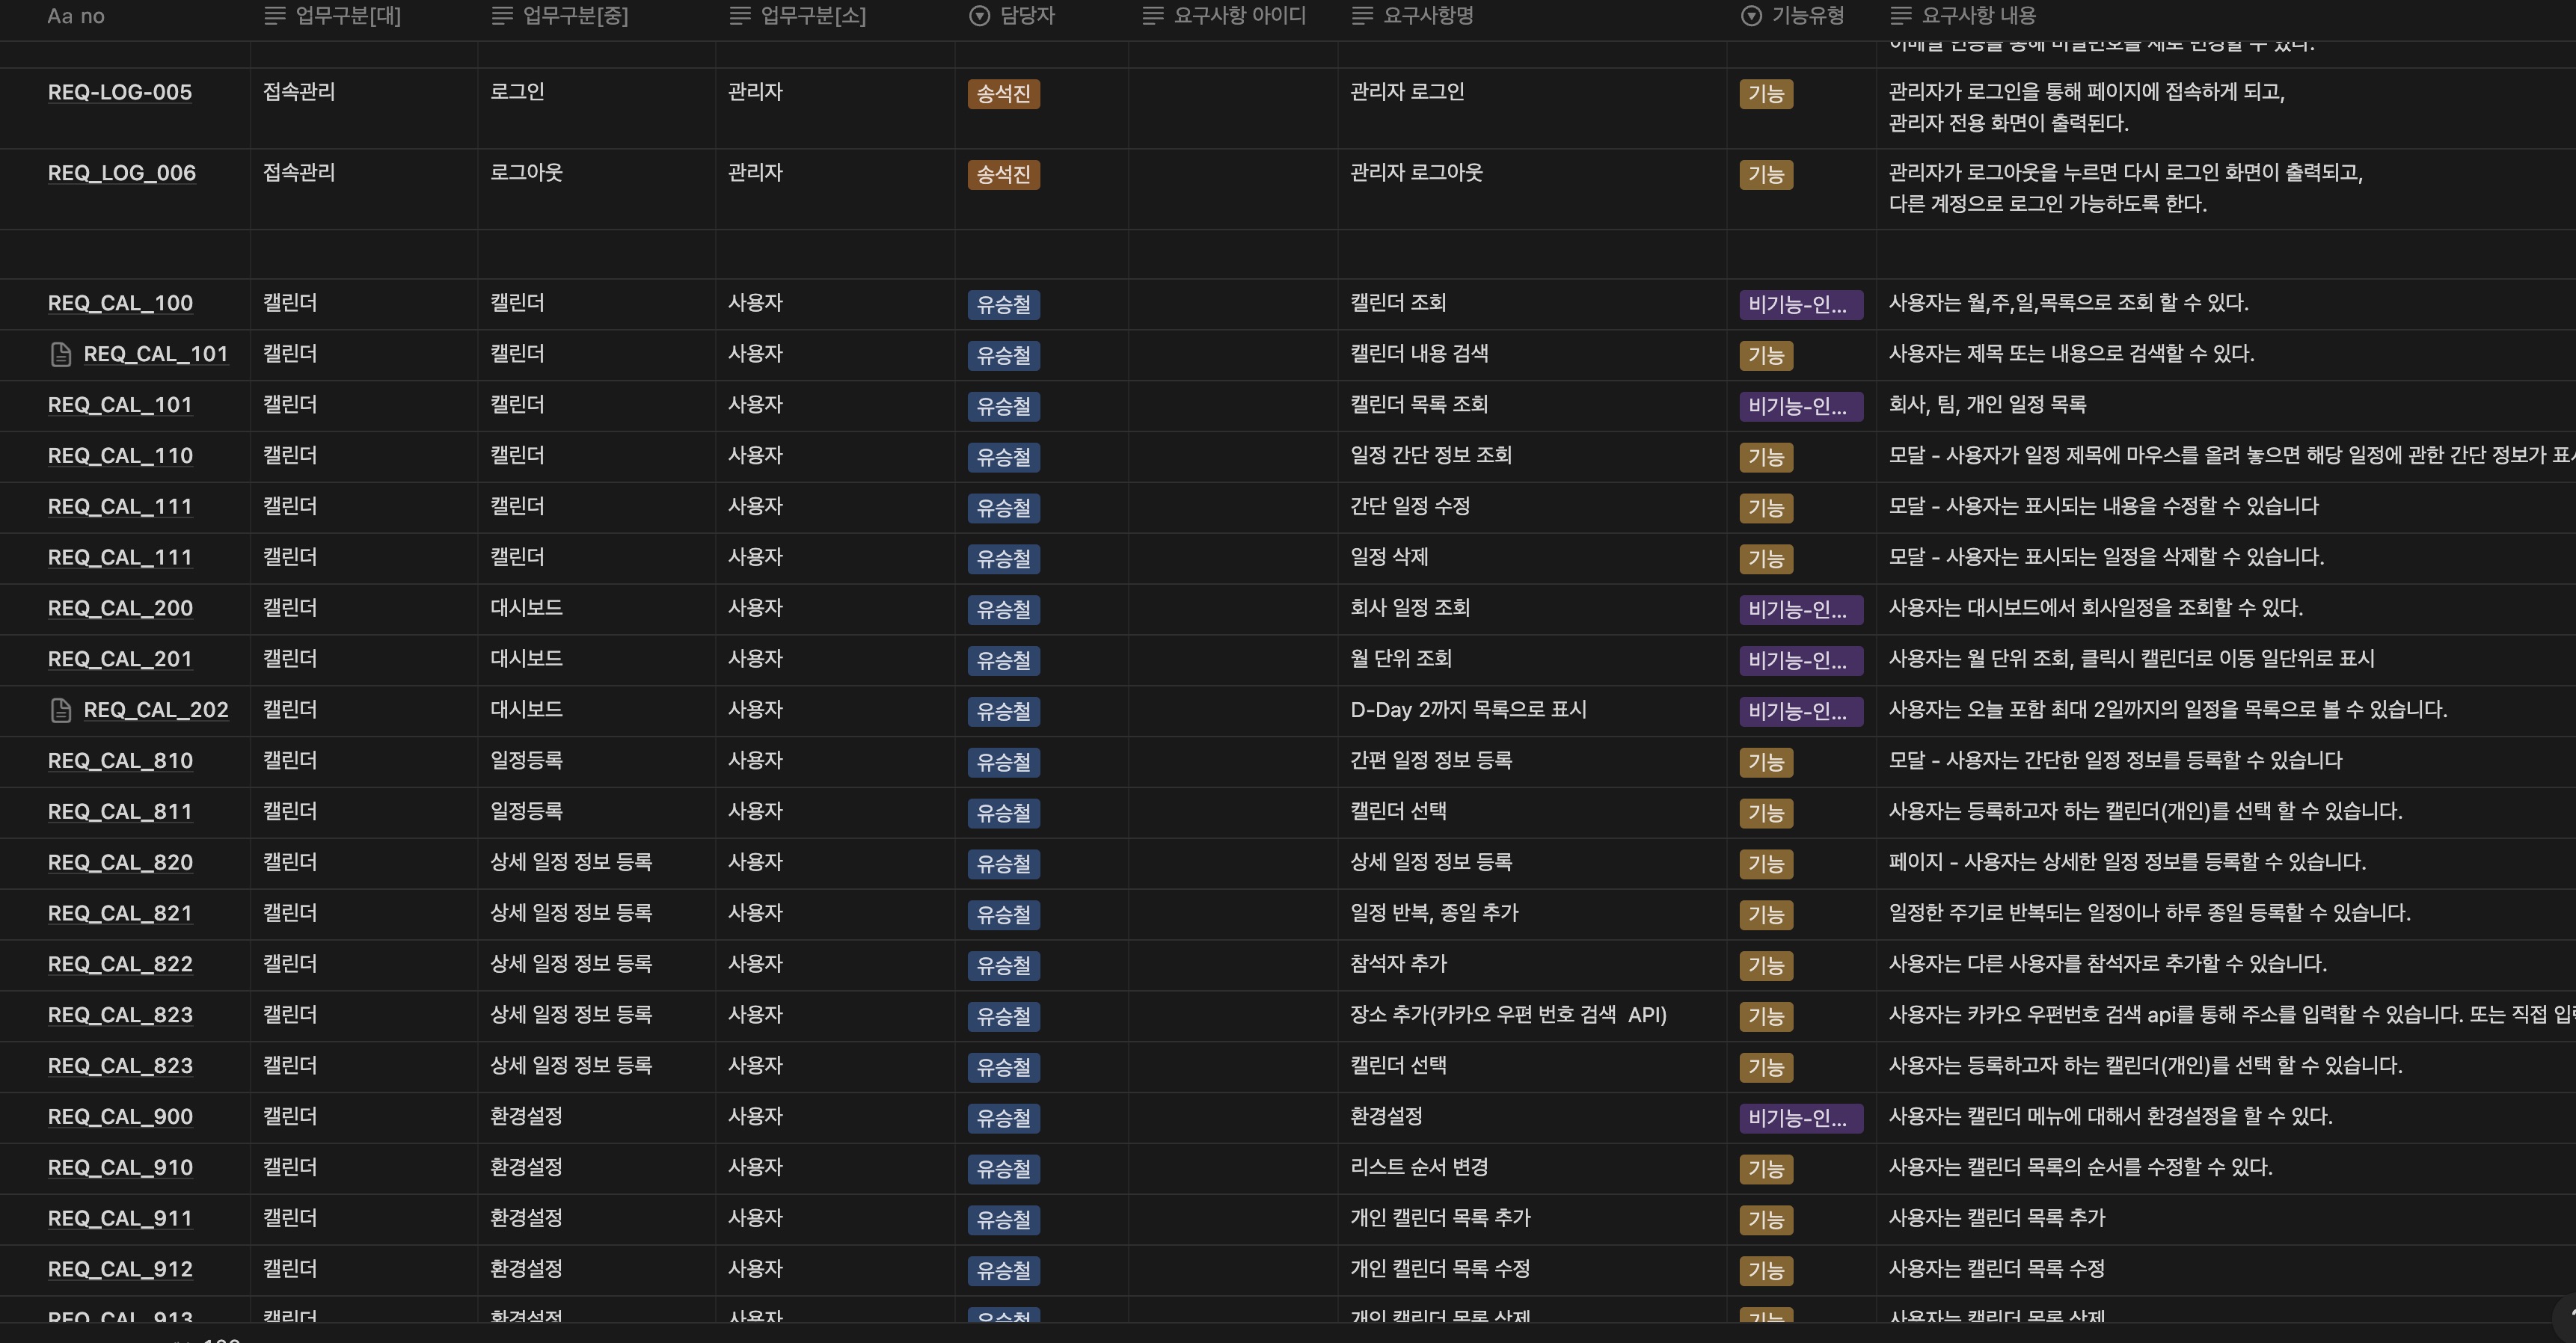 Aa no 업무구분[대] 업무구분[중] 업무구분[소] 담당자 요구사항 아이디 요구사항명 기능유형 요구사항 내용
이메일 인증을 통해 비밀번호를 새로 변경할 수 있다.
REQ-LOG-005 접속관리 로그인 관리자 송석진 관리자 로그인 기능 관리자가 로그인을 통해 페이지에 접속하게 되고,
관리자 전용 화면이 출력된다.
REQ_LOG_006 접속관리 로그아웃 관리자 송석진 관리자 로그아웃 기능 관리자가 로그아웃을 누르면 다시 로그인 화면이 출력되고,
다른 계정으로 로그인 가능하도록 한다.
REQ_CAL_100 캘린더 캘린더 사용자 유승철 캘린더 조회 비기능-인... 사용자는 월,주,일,목록으로 조회 할 수 있다.
REQ_CAL_101 캘린더 캘린더 사용자 유승철 캘린더 내용 검색 기능 사용자는 제목 또는 내용으로 검색할 수 있다.
REQ_CAL_101 캘린더 캘린더 사용자 유승철 캘린더 목록 조회 비기능-인... 회사, 팀, 개인 일정 목록
REQ_CAL_110 캘린더 캘린더 사용자 유승철 일정 간단 정보 조회 기능 모달 - 사용자가 일정 제목에 마우스를 올려 놓으면 해당 일정에 관한 간단 정보가 표시
REQ_CAL_111 캘린더 캘린더 사용자 유승철 간단 일정 수정 기능 모달 - 사용자는 표시되는 내용을 수정할 수 있습니다
REQ_CAL_111 캘린더 캘린더 사용자 유승철 일정 삭제 기능 모달 - 사용자는 표시되는 일정을 삭제할 수 있습니다.
REQ_CAL_200 캘린더 대시보드 사용자 유승철 회사 일정 조회 비기능-인... 사용자는 대시보드에서 회사일정을 조회할 수 있다.
REQ_CAL_201 캘린더 대시보드 사용자 유승철 월 단위 조회 비기능-인... 사용자는 월 단위 조회, 클릭시 캘린더로 이동 일단위로 표시
REQ_CAL_202 캘린더 대시보드 사용자 유승철 D-Day 2까지 목록으로 표시 비기능-인... 사용자는 오늘 포함 최대 2일까지의 일정을 목록으로 볼 수 있습니다.
REQ_CAL_810 캘린더 일정등록 사용자 유승철 간편 일정 정보 등록 기능 모달 - 사용자는 간단한 일정 정보를 등록할 수 있습니다
REQ_CAL_811 캘린더 일정등록 사용자 유승철 캘린더 선택 기능 사용자는 등록하고자 하는 캘린더(개인)를 선택 할 수 있습니다.
REQ_CAL_820 캘린더 상세 일정 정보 등록 사용자 유승철 상세 일정 정보 등록 기능 페이지 - 사용자는 상세한 일정 정보를 등록할 수 있습니다.
REQ_CAL_821 캘린더 상세 일정 정보 등록 사용자 유승철 일정 반복, 종일 추가 기능 일정한 주기로 반복되는 일정이나 하루 종일 등록할 수 있습니다.
REQ_CAL_822 캘린더 상세 일정 정보 등록 사용자 유승철 참석자 추가 기능 사용자는 다른 사용자를 참석자로 추가할 수 있습니다.
REQ_CAL_823 캘린더 상세 일정 정보 등록 사용자 유승철 장소 추가(카카오 우편 번호 검색 API) 기능 사용자는 카카오 우편번호 검색 api를 통해 주소를 입력할 수 있습니다. 또는 직접
REQ_CAL_823 캘린더 상세 일정 정보 등록 사용자 유승철 캘린더 선택 기능 사용자는 등록하고자 하는 캘린더(개인)를 선택 할 수 있습니다.
REQ_CAL_900 캘린더 환경설정 사용자 유승철 환경설정 비기능-인... 사용자는 캘린더 메뉴에 대해서 환경설정을 할 수 있다.
REQ_CAL_910 캘린더 환경설정 사용자 유승철 리스트 순서 변경 기능 사용자는 캘린더 목록의 순서를 수정할 수 있다.
REQ_CAL_911 캘린더 환경설정 사용자 유승철 개인 캘린더 목록 추가 기능 사용자는 캘린더 목록 추가
REQ_CAL_912 캘린더 환경설정 사용자 유승철 개인 캘린더 목록 수정 기능 사용자는 캘린더 목록 수정
REQ_CAL_913 캘린더 환경설정 사용자 유승철 개인 캘린더 목록 삭제 기능 사용자는 캘린더 목록 삭제